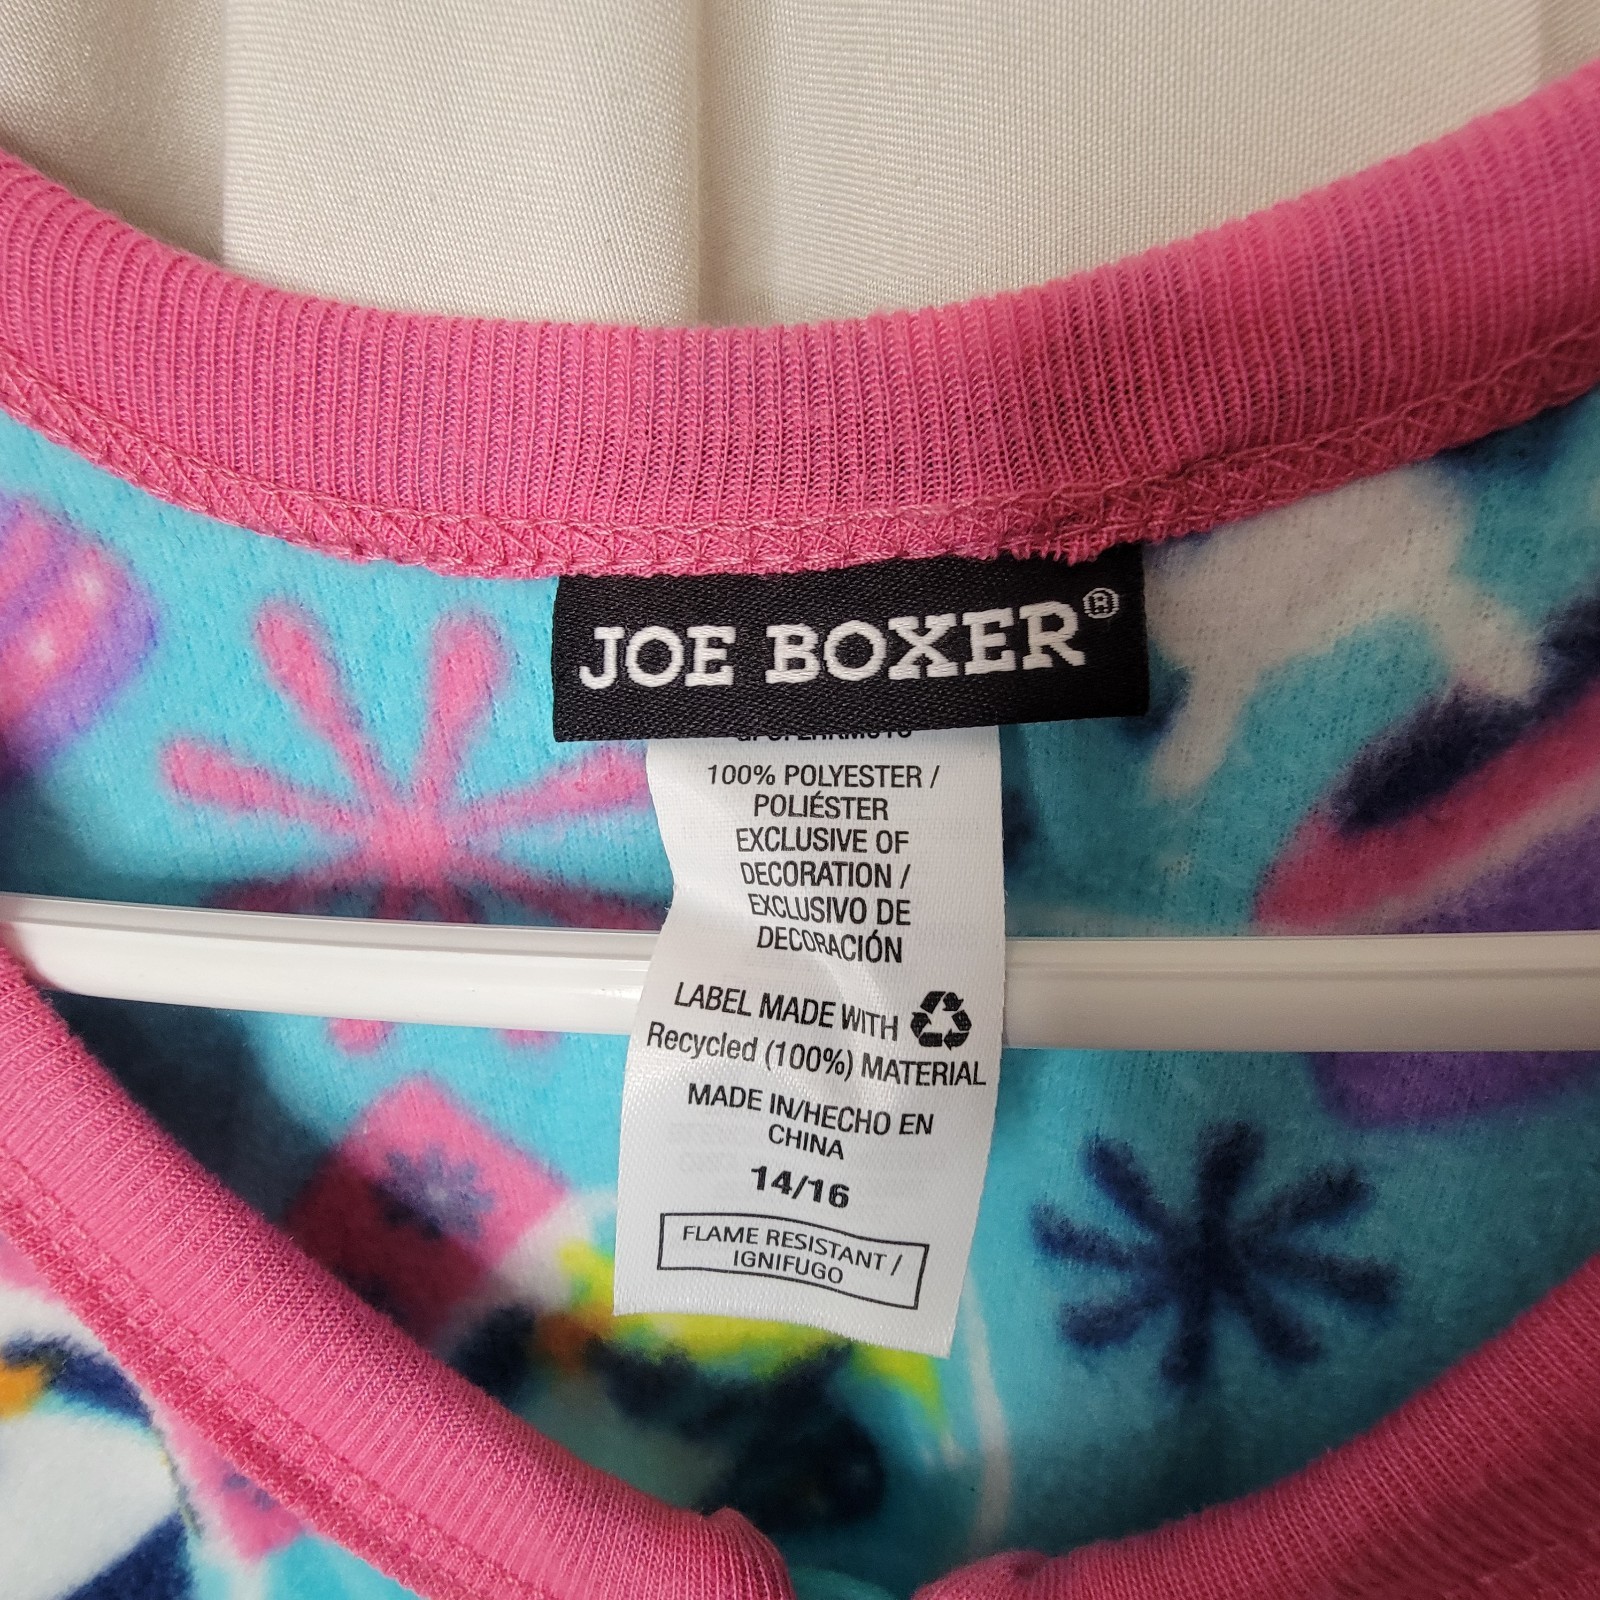 JOE BOXER®
100% POLYESTER /
POLIÉSTER
EXCLUSIVE OF
DECORATION /
EXCLUSIVO DE
DECORACIÓN
LABEL MADE WITH
Recycled (100%) MATERIAL
MADE IN/HECHO EN
CHINA
14/16
FLAME RESISTANT /
IGNIFUGO